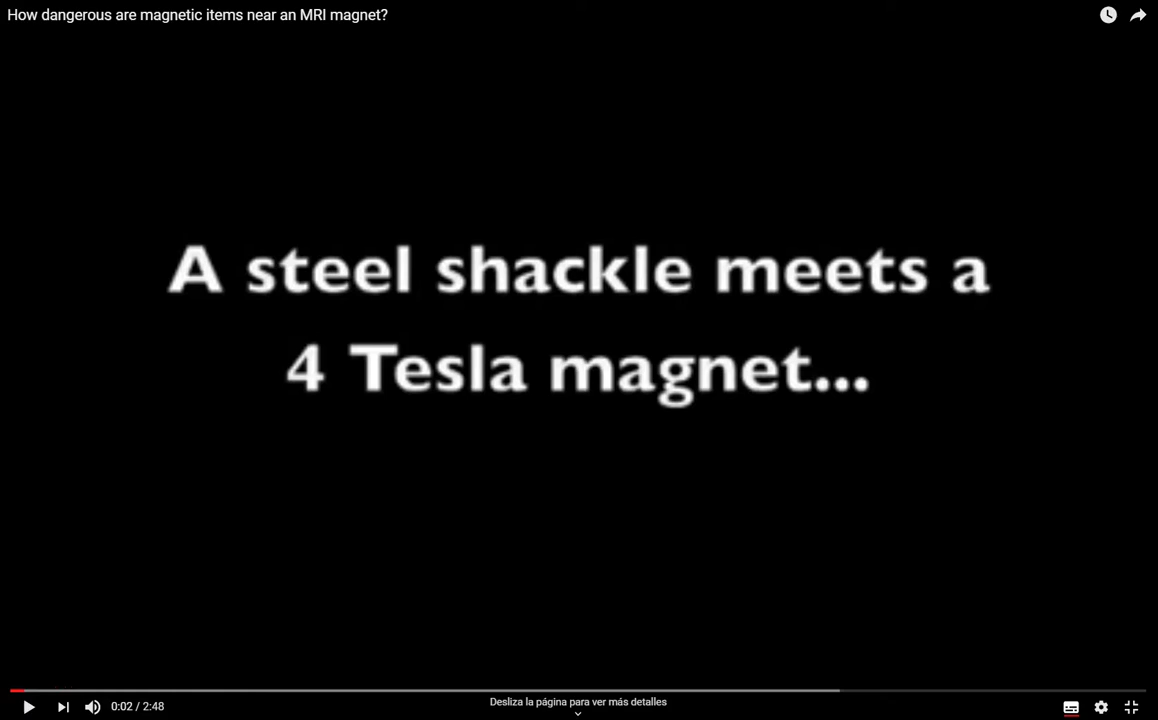 How dangerous are magnetic items near an MRI magnet?
A steel shackle meets a
4 Tesla magnet...
0:02 / 2:48
Desliza la página para ver más detalles